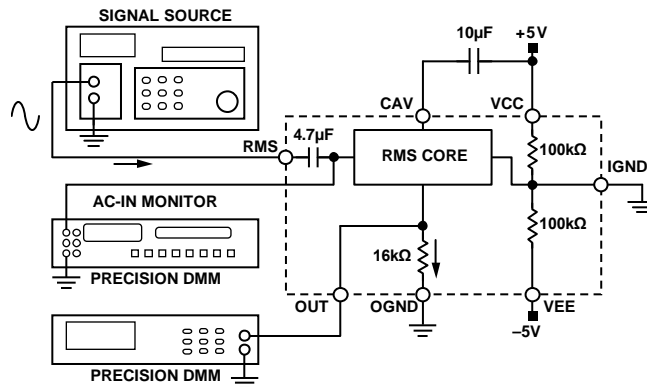 SIGNAL SOURCE
10µF
+5V
CAV
VCC
4.7µF
RMS
RMS CORE
100kΩ
IGND
AC-IN MONITOR
100kΩ
16kΩ
PRECISION DMM
OUT
OGND
VEE
–5V
PRECISION DMM